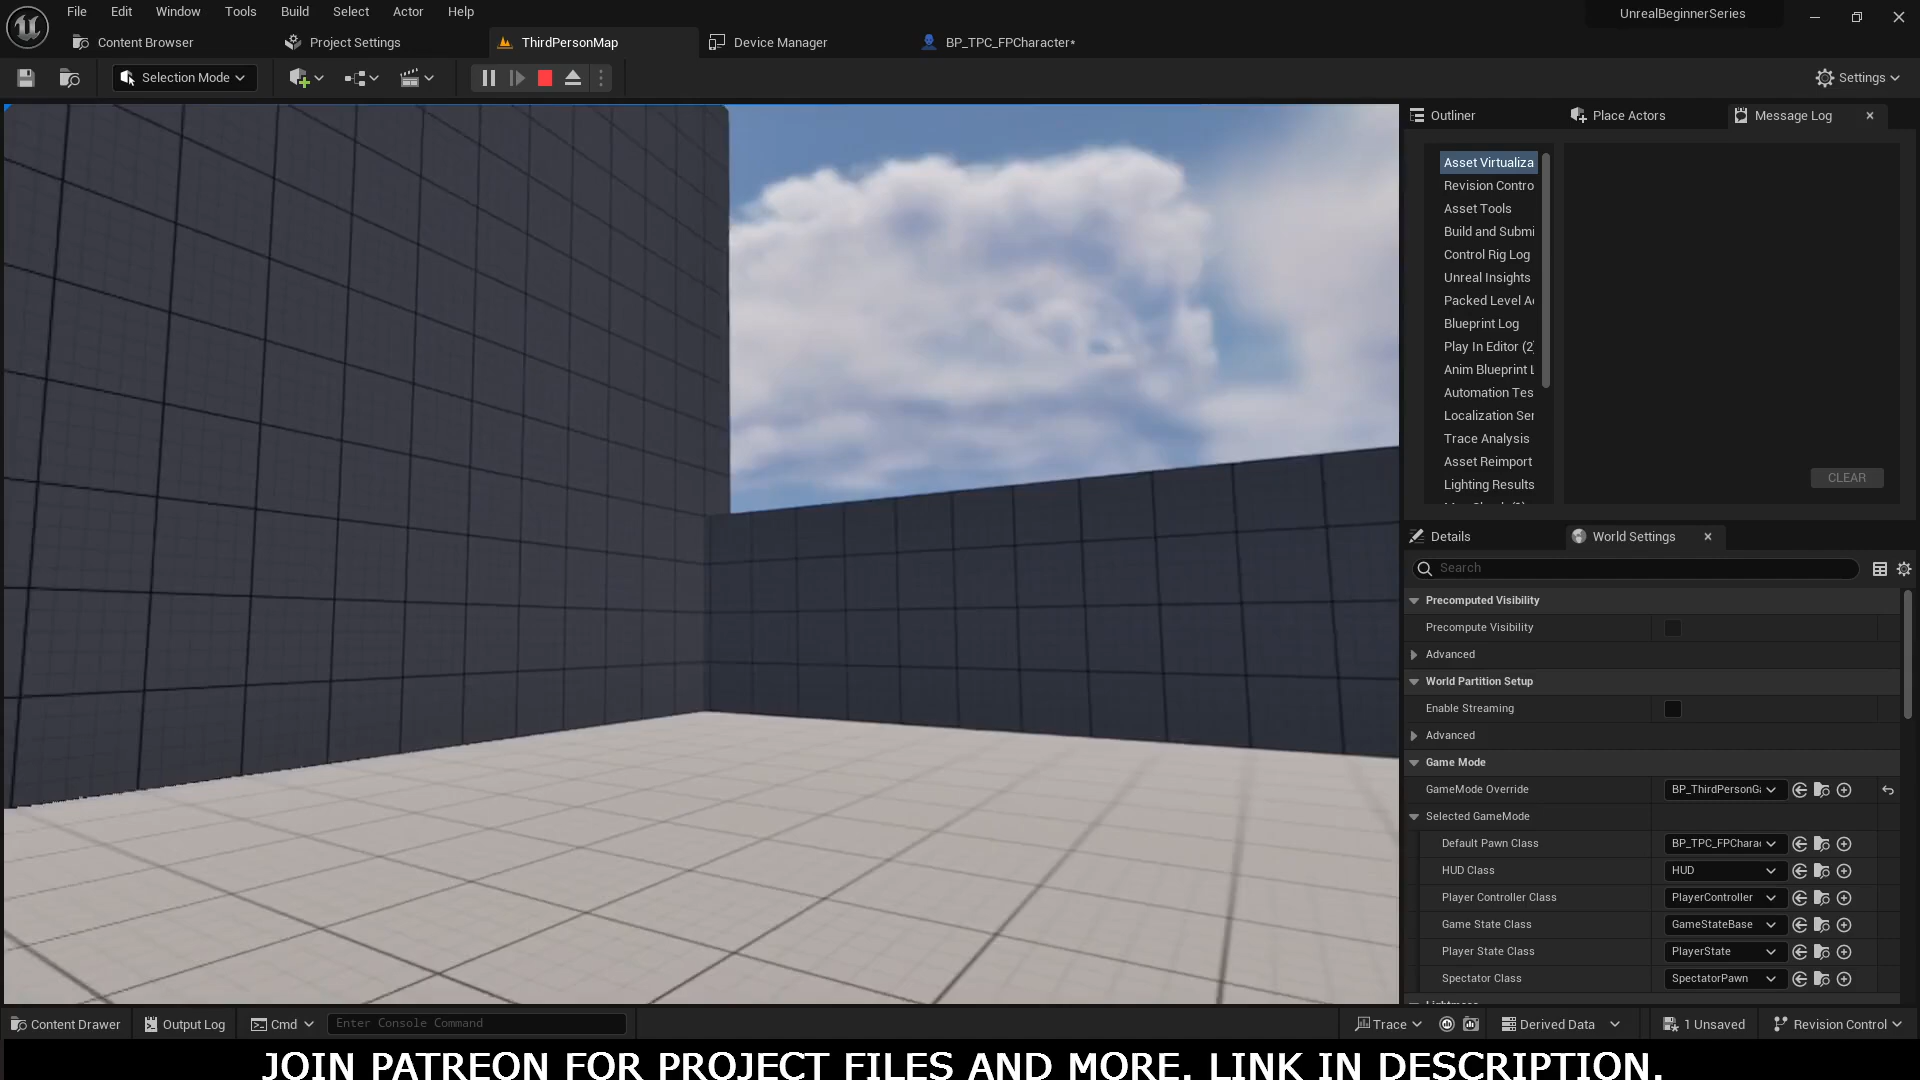 File Edit Window Tools Build Select Actor Help
UnrealBeginnerSeries
Content Browser
Project Settings
ThirdPersonMap
Device Manager
BP_TPC_FPCharacter*
Selection Mode
Settings
Outliner
Place Actors
Message Log
Asset Virtualiza
Revision Contro
Asset Tools
Build and Submi
Control Rig Log
Unreal Insights
Packed Level A
Blueprint Log
Play In Editor (2
Anim Blueprint L
Automation Tes
Localization Ser
Trace Analysis
Asset Reimport
Lighting Results
CLEAR
Details
World Settings
Search
Precomputed Visibility
Precompute Visibility
Advanced
World Partition Setup
Enable Streaming
Advanced
Game Mode
GameMode Override BP_ThirdPersonGa
Selected GameMode
Default Pawn Class BP_TPC_FPCharac
HUD Class HUD
Player Controller Class PlayerController
Game State Class GameStateBase
Player State Class PlayerState
Spectator Class SpectatorPawn
Content Drawer
Output Log
Cmd
Enter Console Command
Trace
Derived Data
1 Unsaved
Revision Control
JOIN PATREON FOR PROJECT FILES AND MORE. LINK IN DESCRIPTION.